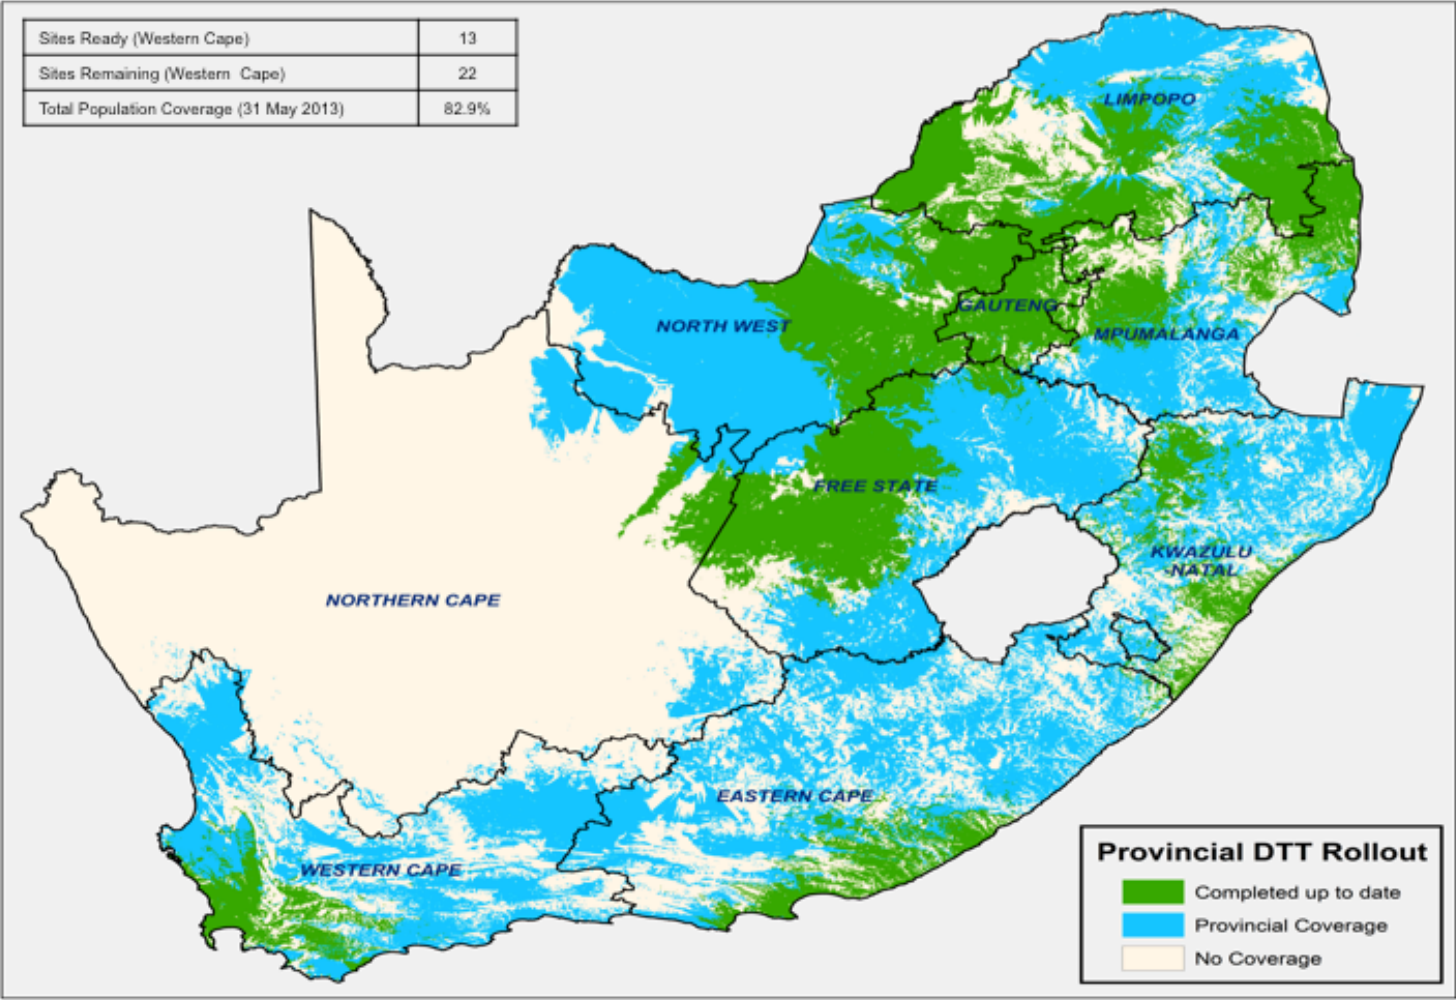 Sites Ready (Western Cape) 13
Sites Remaining (Western Cape) 22
Total Population Coverage (31 May 2013) 82.9%
LIMPOPO
GAUTENG
NORTH WEST
MPUMALANGA
FREE STATE
KWAZULU
NATAL
NORTHERN CAPE
EASTERN CAPE
WESTERN CAPE
Provincial DTT Rollout
Completed up to date
Provincial Coverage
No Coverage